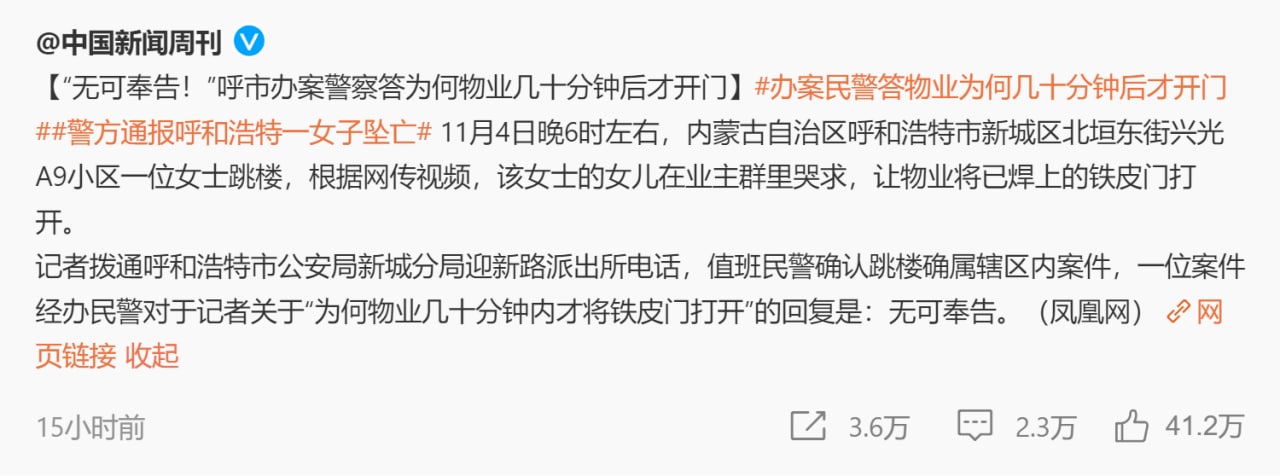 @中国新闻周刊
【“无可奉告！”呼市办案警察答为何物业几十分钟后才开门】#办案民警答物业为何几十分钟后才开门
##警方通报呼和浩特一女子坠亡# 11月4日晚6时左右，内蒙古自治区呼和浩特市新城区北垣东街兴光
A9小区一位女士跳楼，根据网传视频，该女士的女儿在业主群里哭求，让物业将已焊上的铁皮门打
开。
记者拨通呼和浩特市公安局新城分局迎新路派出所电话，值班民警确认跳楼确属辖区内案件，一位案件
经办民警对于记者关于“为何物业几十分钟内才将铁皮门打开”的回复是：无可奉告。（凤凰网） 网
页链接 收起
15小时前 3.6万 2.3万 41.2万